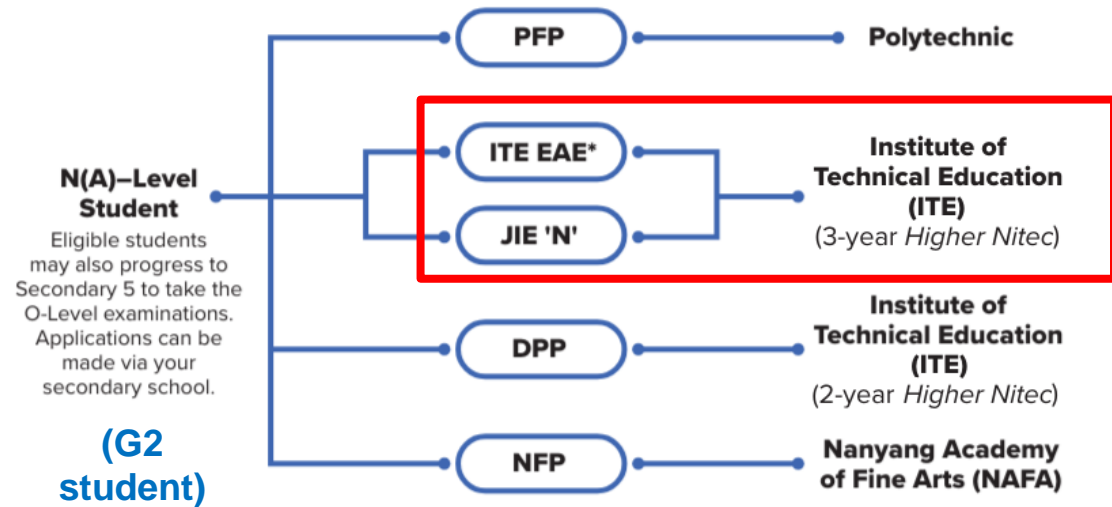 PFP
Polytechnic
N(A)–Level
Student
Eligible students
may also progress to
Secondary 5 to take the
O-Level examinations.
Applications can be
made via your
secondary school.
(G2
student)
ITE EAE*
JIE 'N'
Institute of
Technical Education
(ITE)
(3-year Higher Nitec)
DPP
Institute of
Technical Education
(ITE)
(2-year Higher Nitec)
NFP
Nanyang Academy
of Fine Arts (NAFA)